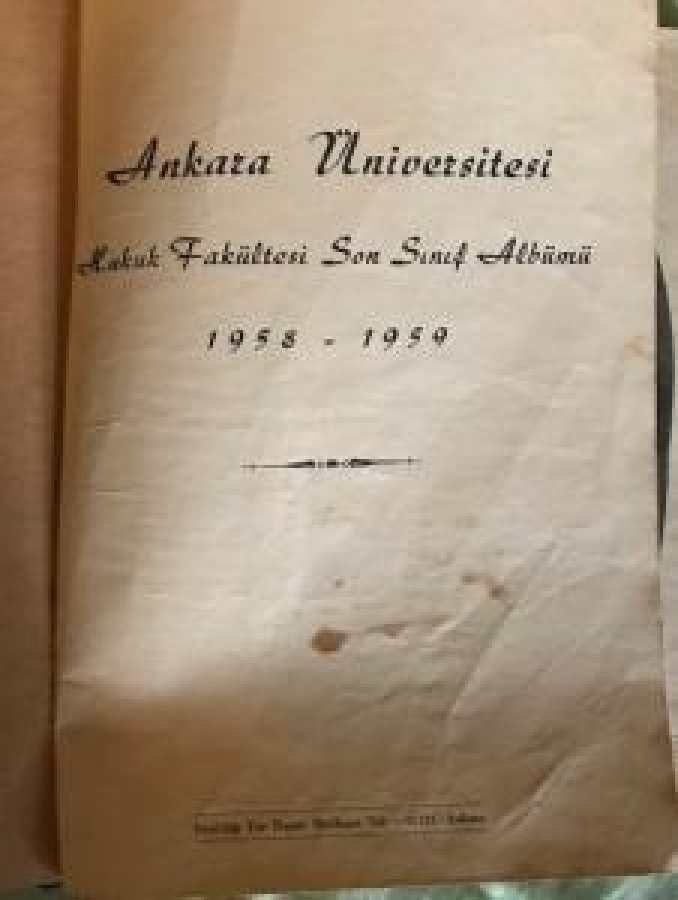 Ankara Üniversitesi
Hukuk Fakültesi Son Sınıf Albümü
1958 - 1959